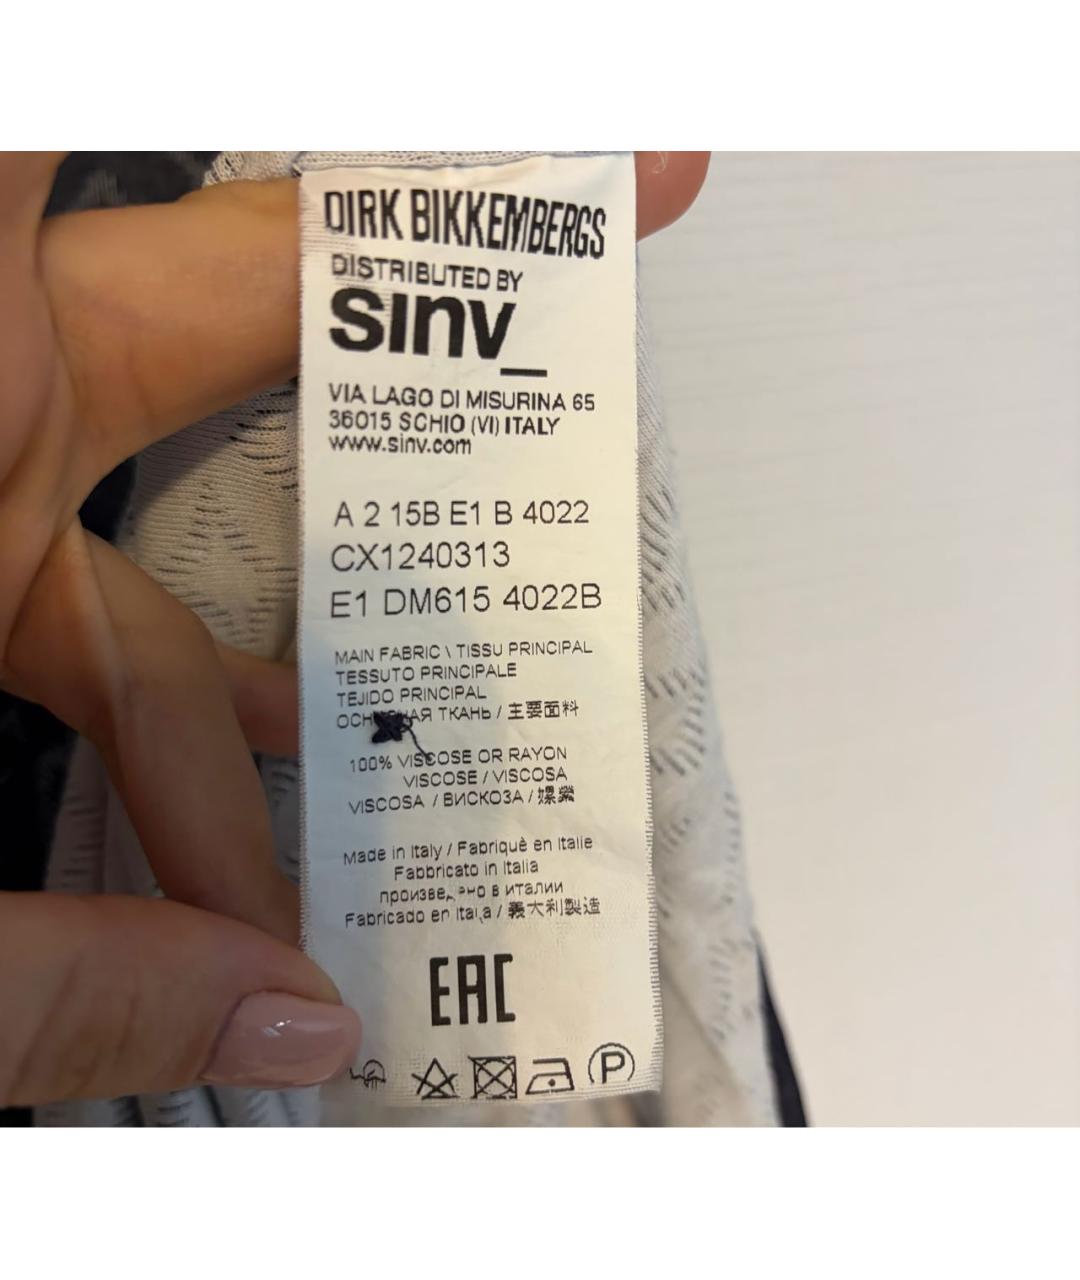 DIRK BIKKEMBERGS
DISTRIBUTED BY
sinv_
VIA LAGO DI MISURINA 65
36015 SCHIO (VI) ITALY
www.sinv.com
A 2 15B E1 B 4022
CX1240313
E1 DM615 4022B
MAIN FABRIC \ TISSU PRINCIPAL
TESSUTO PRINCIPALE
TEJIDO PRINCIPAL
ТКАНЬ / 主要面料
100% VISCOSE OR RAYON
VISCOSE / VISCOSA
VISCOSA / ВИСКОЗА /
Made in Italy / Fabriquè en Italie
Fabbricato in Italia
в италии
Fabricado en / 義大利製造
EAC
P